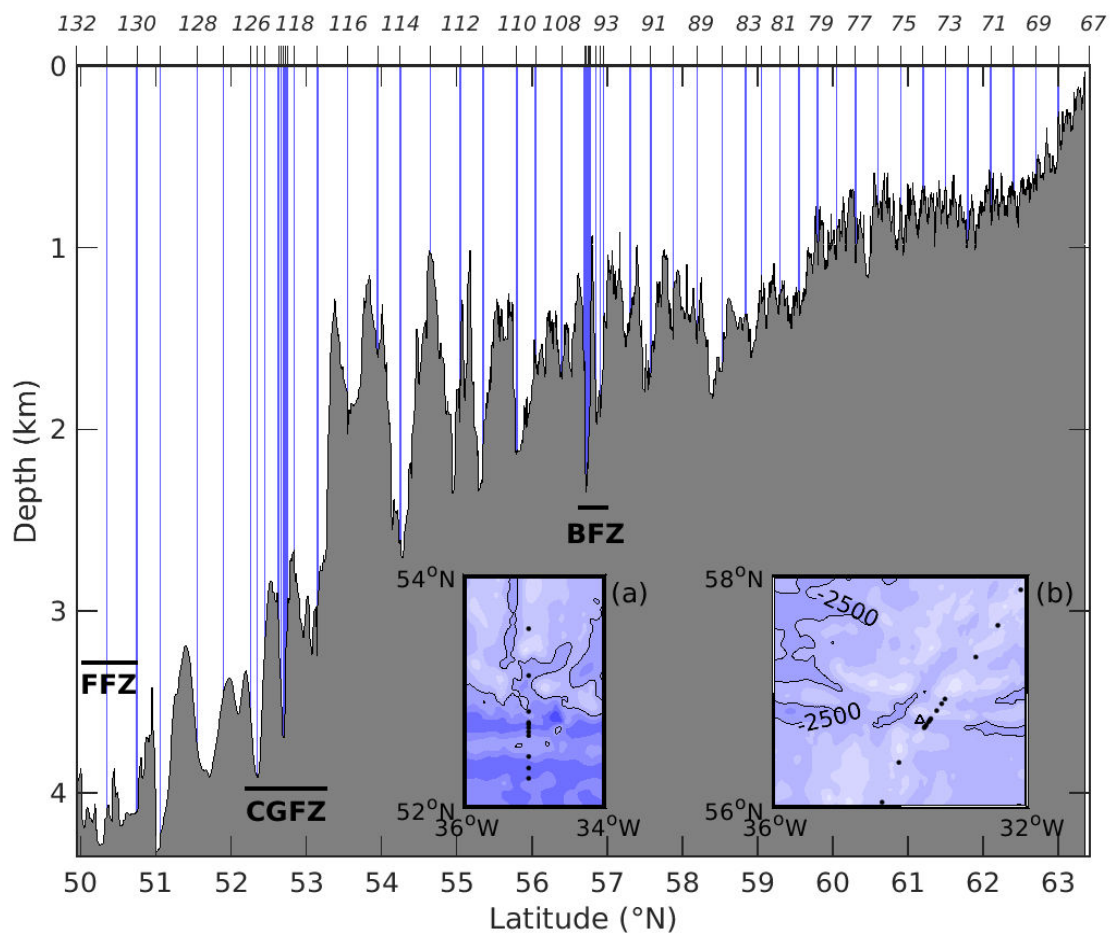 132 130 128 126 118 116 114 112 110 108 93 91 89 83 81 79 77 75 73 71 69 67
0
1
2
3
4
Depth (km)
BFZ
FFZ
CGFZ
54°N
(a)
52°N
36°W
34°W
58°N
(b)
-2500
-2500
56°N
36°W
32°W
50 51 52 53 54 55 56 57 58 59 60 61 62 63
Latitude (°N)